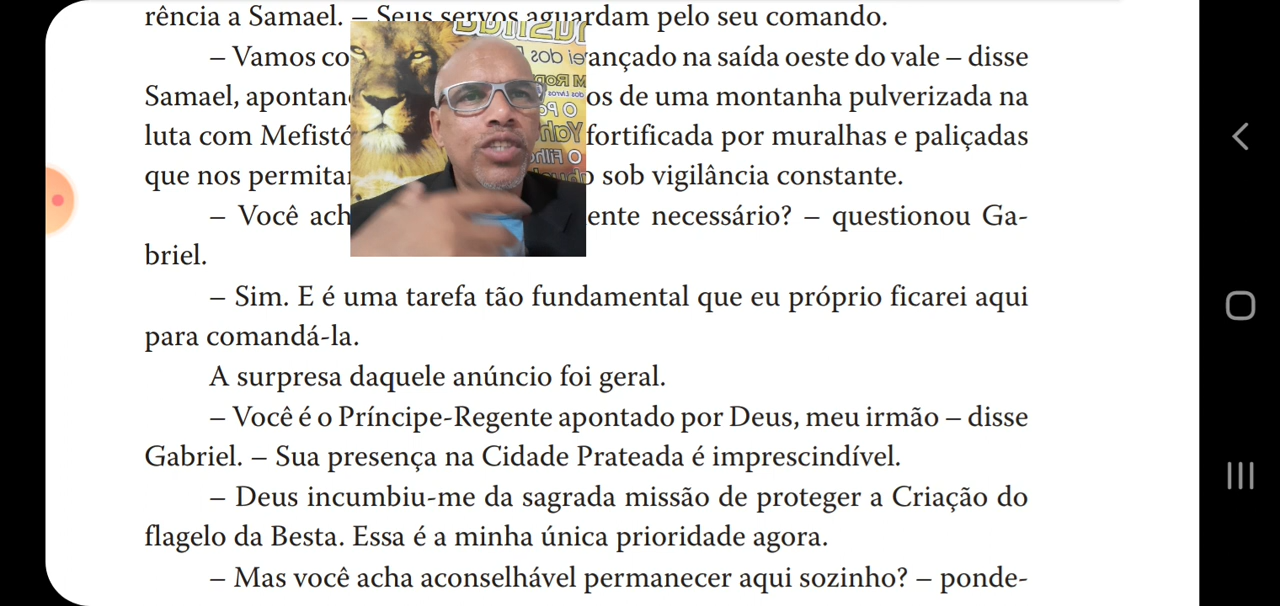 rência a Samael. – Seus servos aguardam pelo seu comando.
– Vamos co ançado na saída oeste do vale – disse
Samael, apontan os de uma montanha pulverizada na
luta com Mefistó fortificada por muralhas e paliçadas
que nos permita sob vigilância constante.
– Você ach ente necessário? – questionou Ga-
briel.
– Sim. E é uma tarefa tão fundamental que eu próprio ficarei aqui
para comandá-la.
A surpresa daquele anúncio foi geral.
– Você é o Príncipe-Regente apontado por Deus, meu irmão – disse
Gabriel. – Sua presença na Cidade Prateada é imprescindível.
– Deus incumbiu-me da sagrada missão de proteger a Criação do
flagelo da Besta. Essa é a minha única prioridade agora.
– Mas você acha aconselhável permanecer aqui sozinho? – ponde-